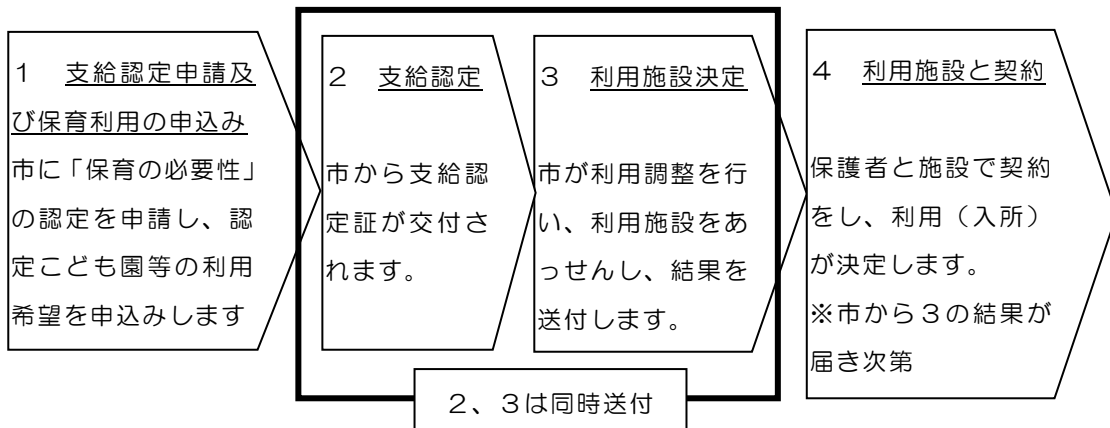 1　支給認定申請及
び保育利用の申込み
市に「保育の必要性」
の認定を申請し、認
定こども園等の利用
希望を申込みします
2　支給認定
市から支給認
定証が交付さ
れます。
3　利用施設決定
市が利用調整を行
い、利用施設をあ
っせんし、結果を
送付します。
4　利用施設と契約
保護者と施設で契約
をし、利用（入所）
が決定します。
※市から3の結果が
届き次第
2、3は同時送付